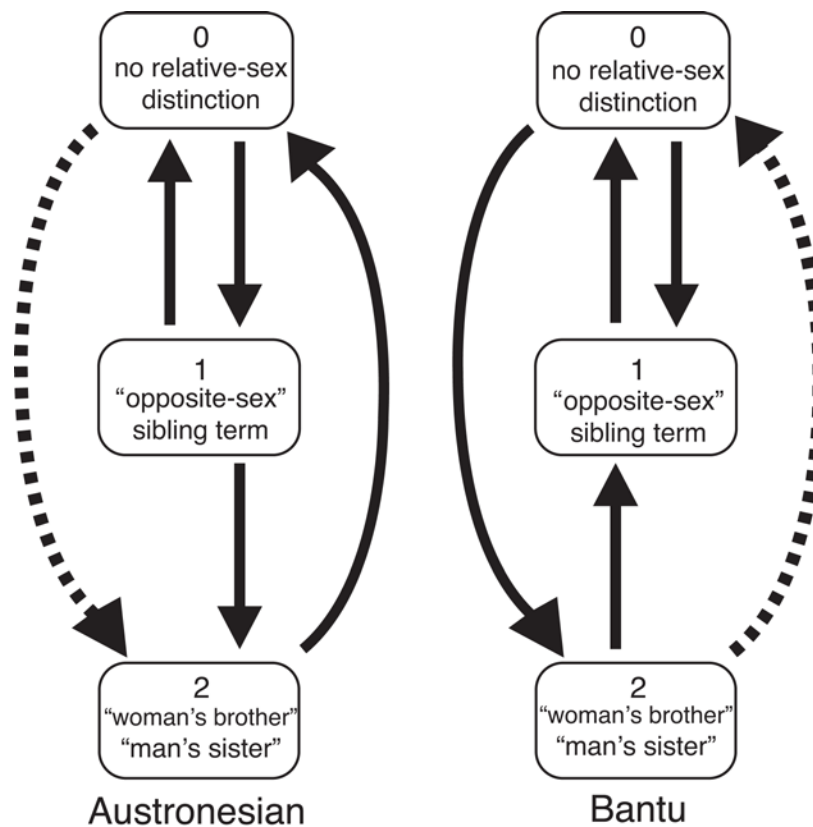 0
no relative-sex
distinction
1
“opposite-sex”
sibling term
2
“woman’s brother”
“man’s sister”
Austronesian
0
no relative-sex
distinction
1
“opposite-sex”
sibling term
2
“woman’s brother”
“man’s sister”
Bantu